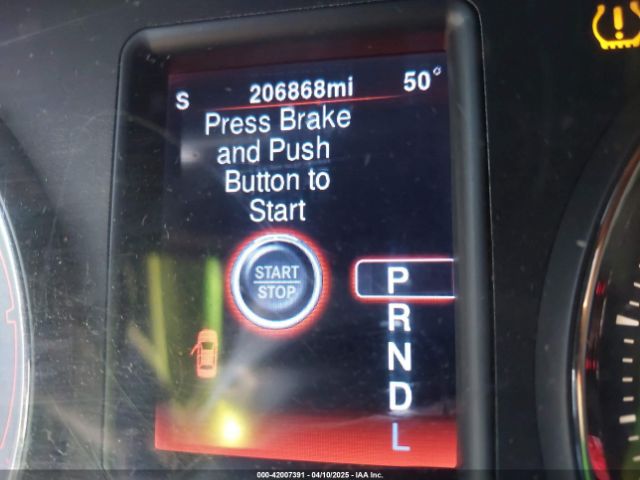 S 206868mi 50°
Press Brake
and Push
Button to
Start
START
STOP
P
R
N
D
L
000-42007391 - 04/10/2025 - IAA Inc.